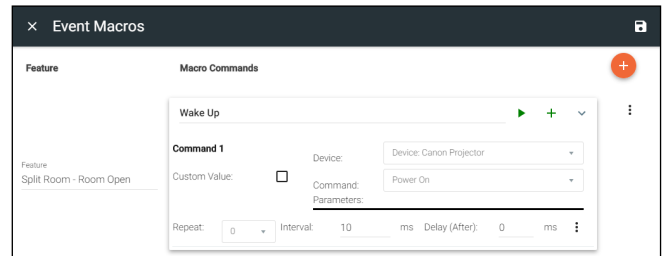 × Event Macros
Feature Macro Commands
+
Wake Up
Command 1
Device: Device: Canon Projector
Feature
Split Room - Room Open
Custom Value:
Command: Power On
Parameters:
Repeat: 0 Interval: 10 ms Delay (After): 0 ms